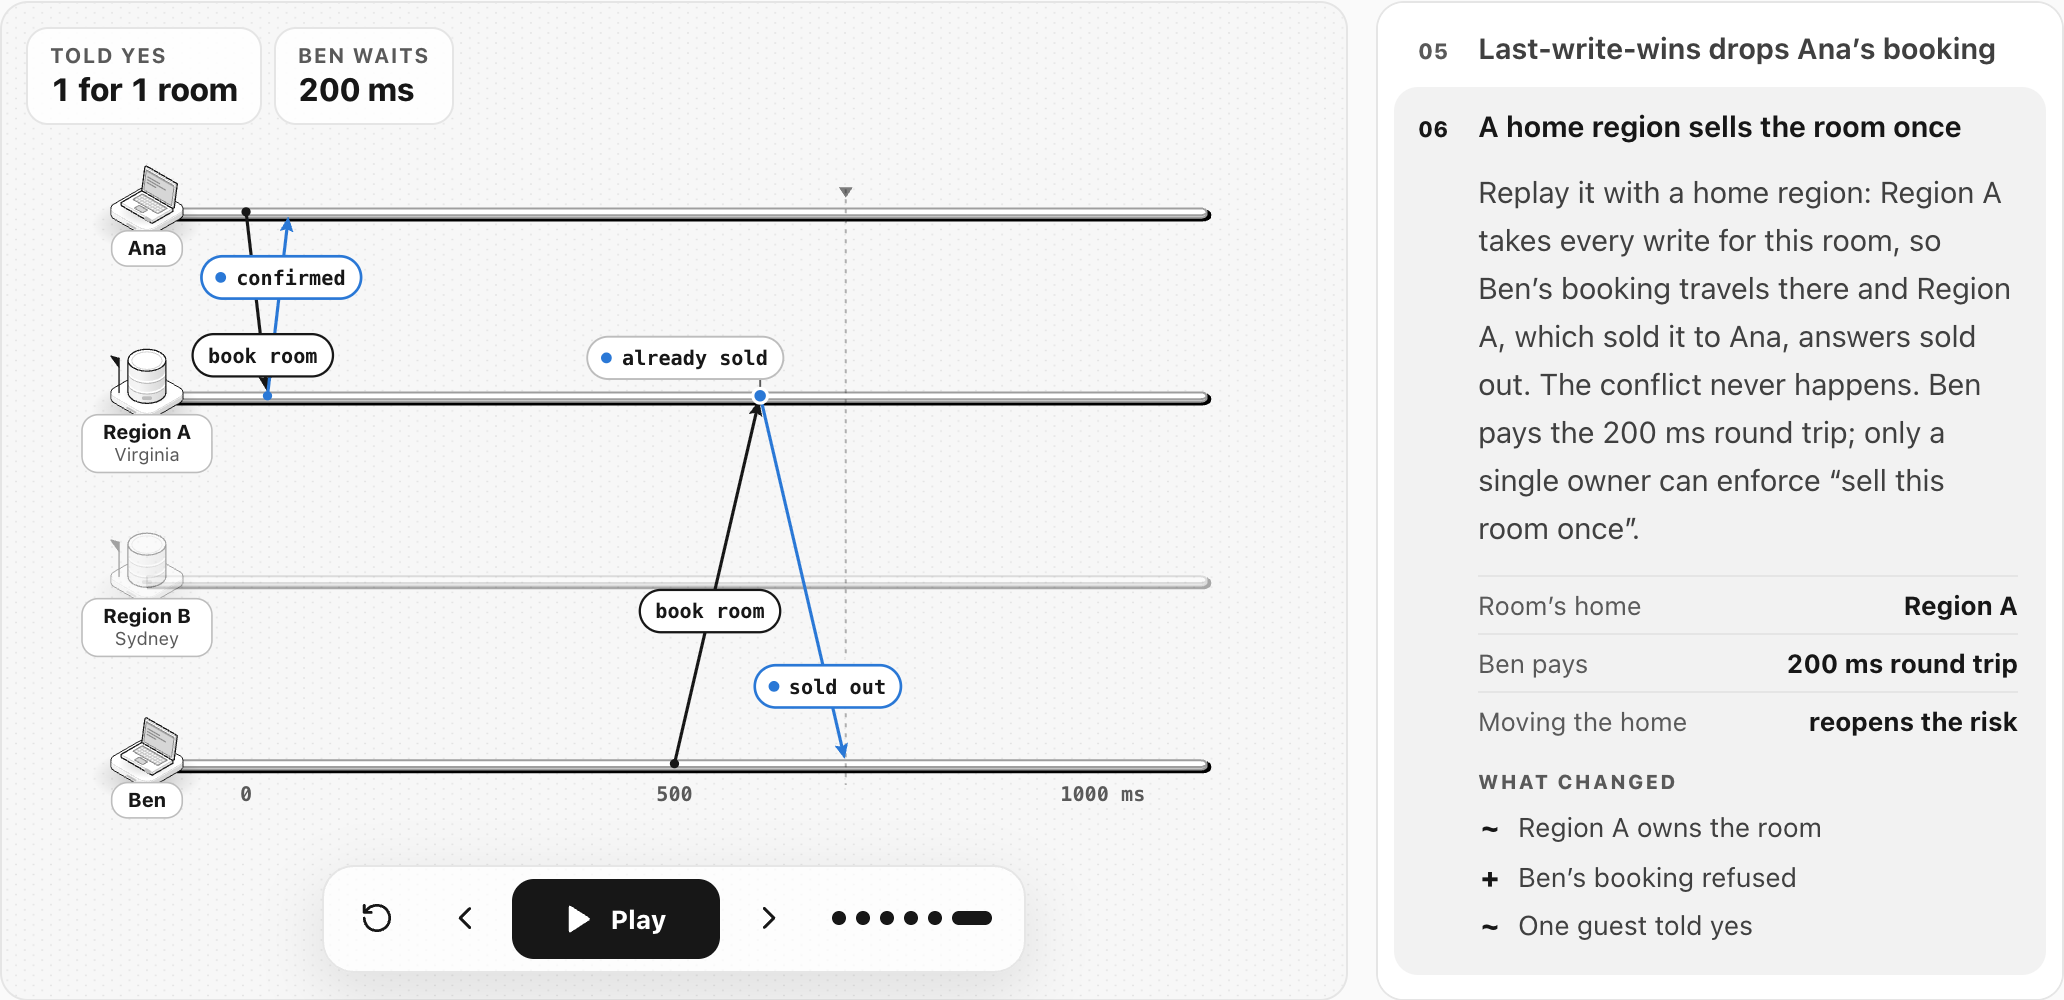 TOLD YES
1 for 1 room
BEN WAITS
200 ms
Ana
confirmed
book room
already sold
Region A
Virginia
Region B
Sydney
book room
sold out
Ben
0
500
1000 ms
Play
05 Last-write-wins drops Ana’s booking
06 A home region sells the room once
Replay it with a home region: Region A
takes every write for this room, so
Ben’s booking travels there and Region
A, which sold it to Ana, answers sold
out. The conflict never happens. Ben
pays the 200 ms round trip; only a
single owner can enforce “sell this
room once”.
Room’s home Region A
Ben pays 200 ms round trip
Moving the home reopens the risk
WHAT CHANGED
~ Region A owns the room
+ Ben’s booking refused
~ One guest told yes